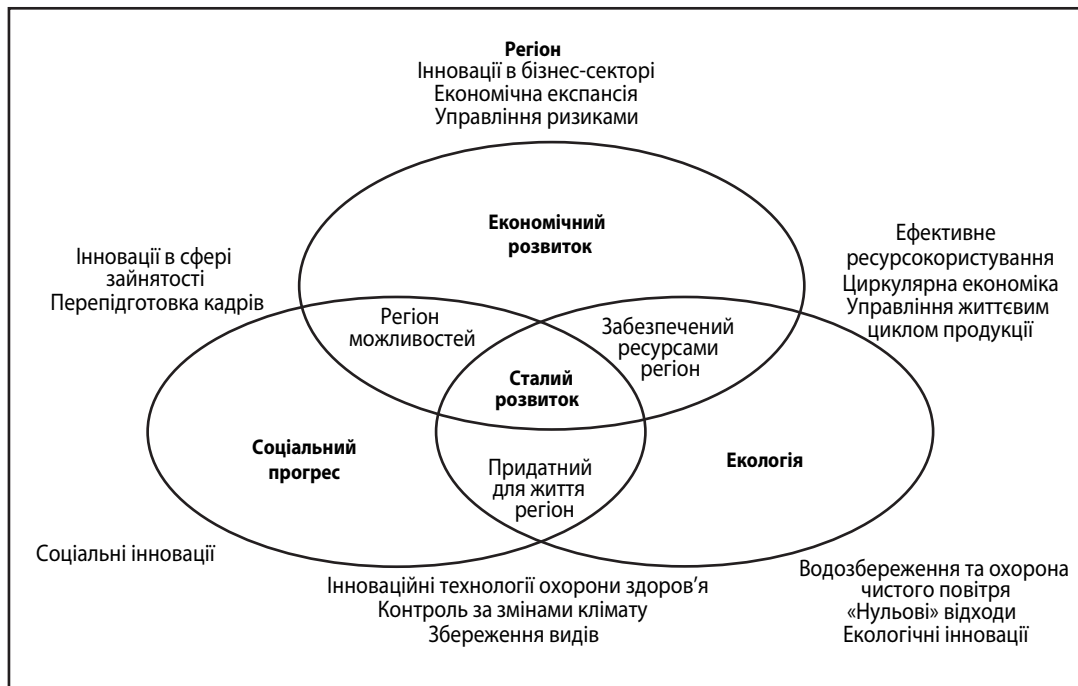 Регіон
Інновації в бізнес-секторі
Економічна експансія
Управління ризиками
Економічний
розвиток
Інновації в сфері
зайнятості
Перепідготовка кадрів
Ефективне
ресурсокористування
Циркулярна економіка
Управління життєвим
циклом продукції
Регіон
можливостей
Забезпечений
ресурсами
регіон
Сталий
розвиток
Соціальний
прогрес
Придатний
для життя
регіон
Екологія
Соціальні інновації
Інноваційні технології охорони здоров’я
Контроль за змінами клімату
Збереження видів
Водозбереження та охорона
чистого повітря
«Нульові» відходи
Екологічні інновації